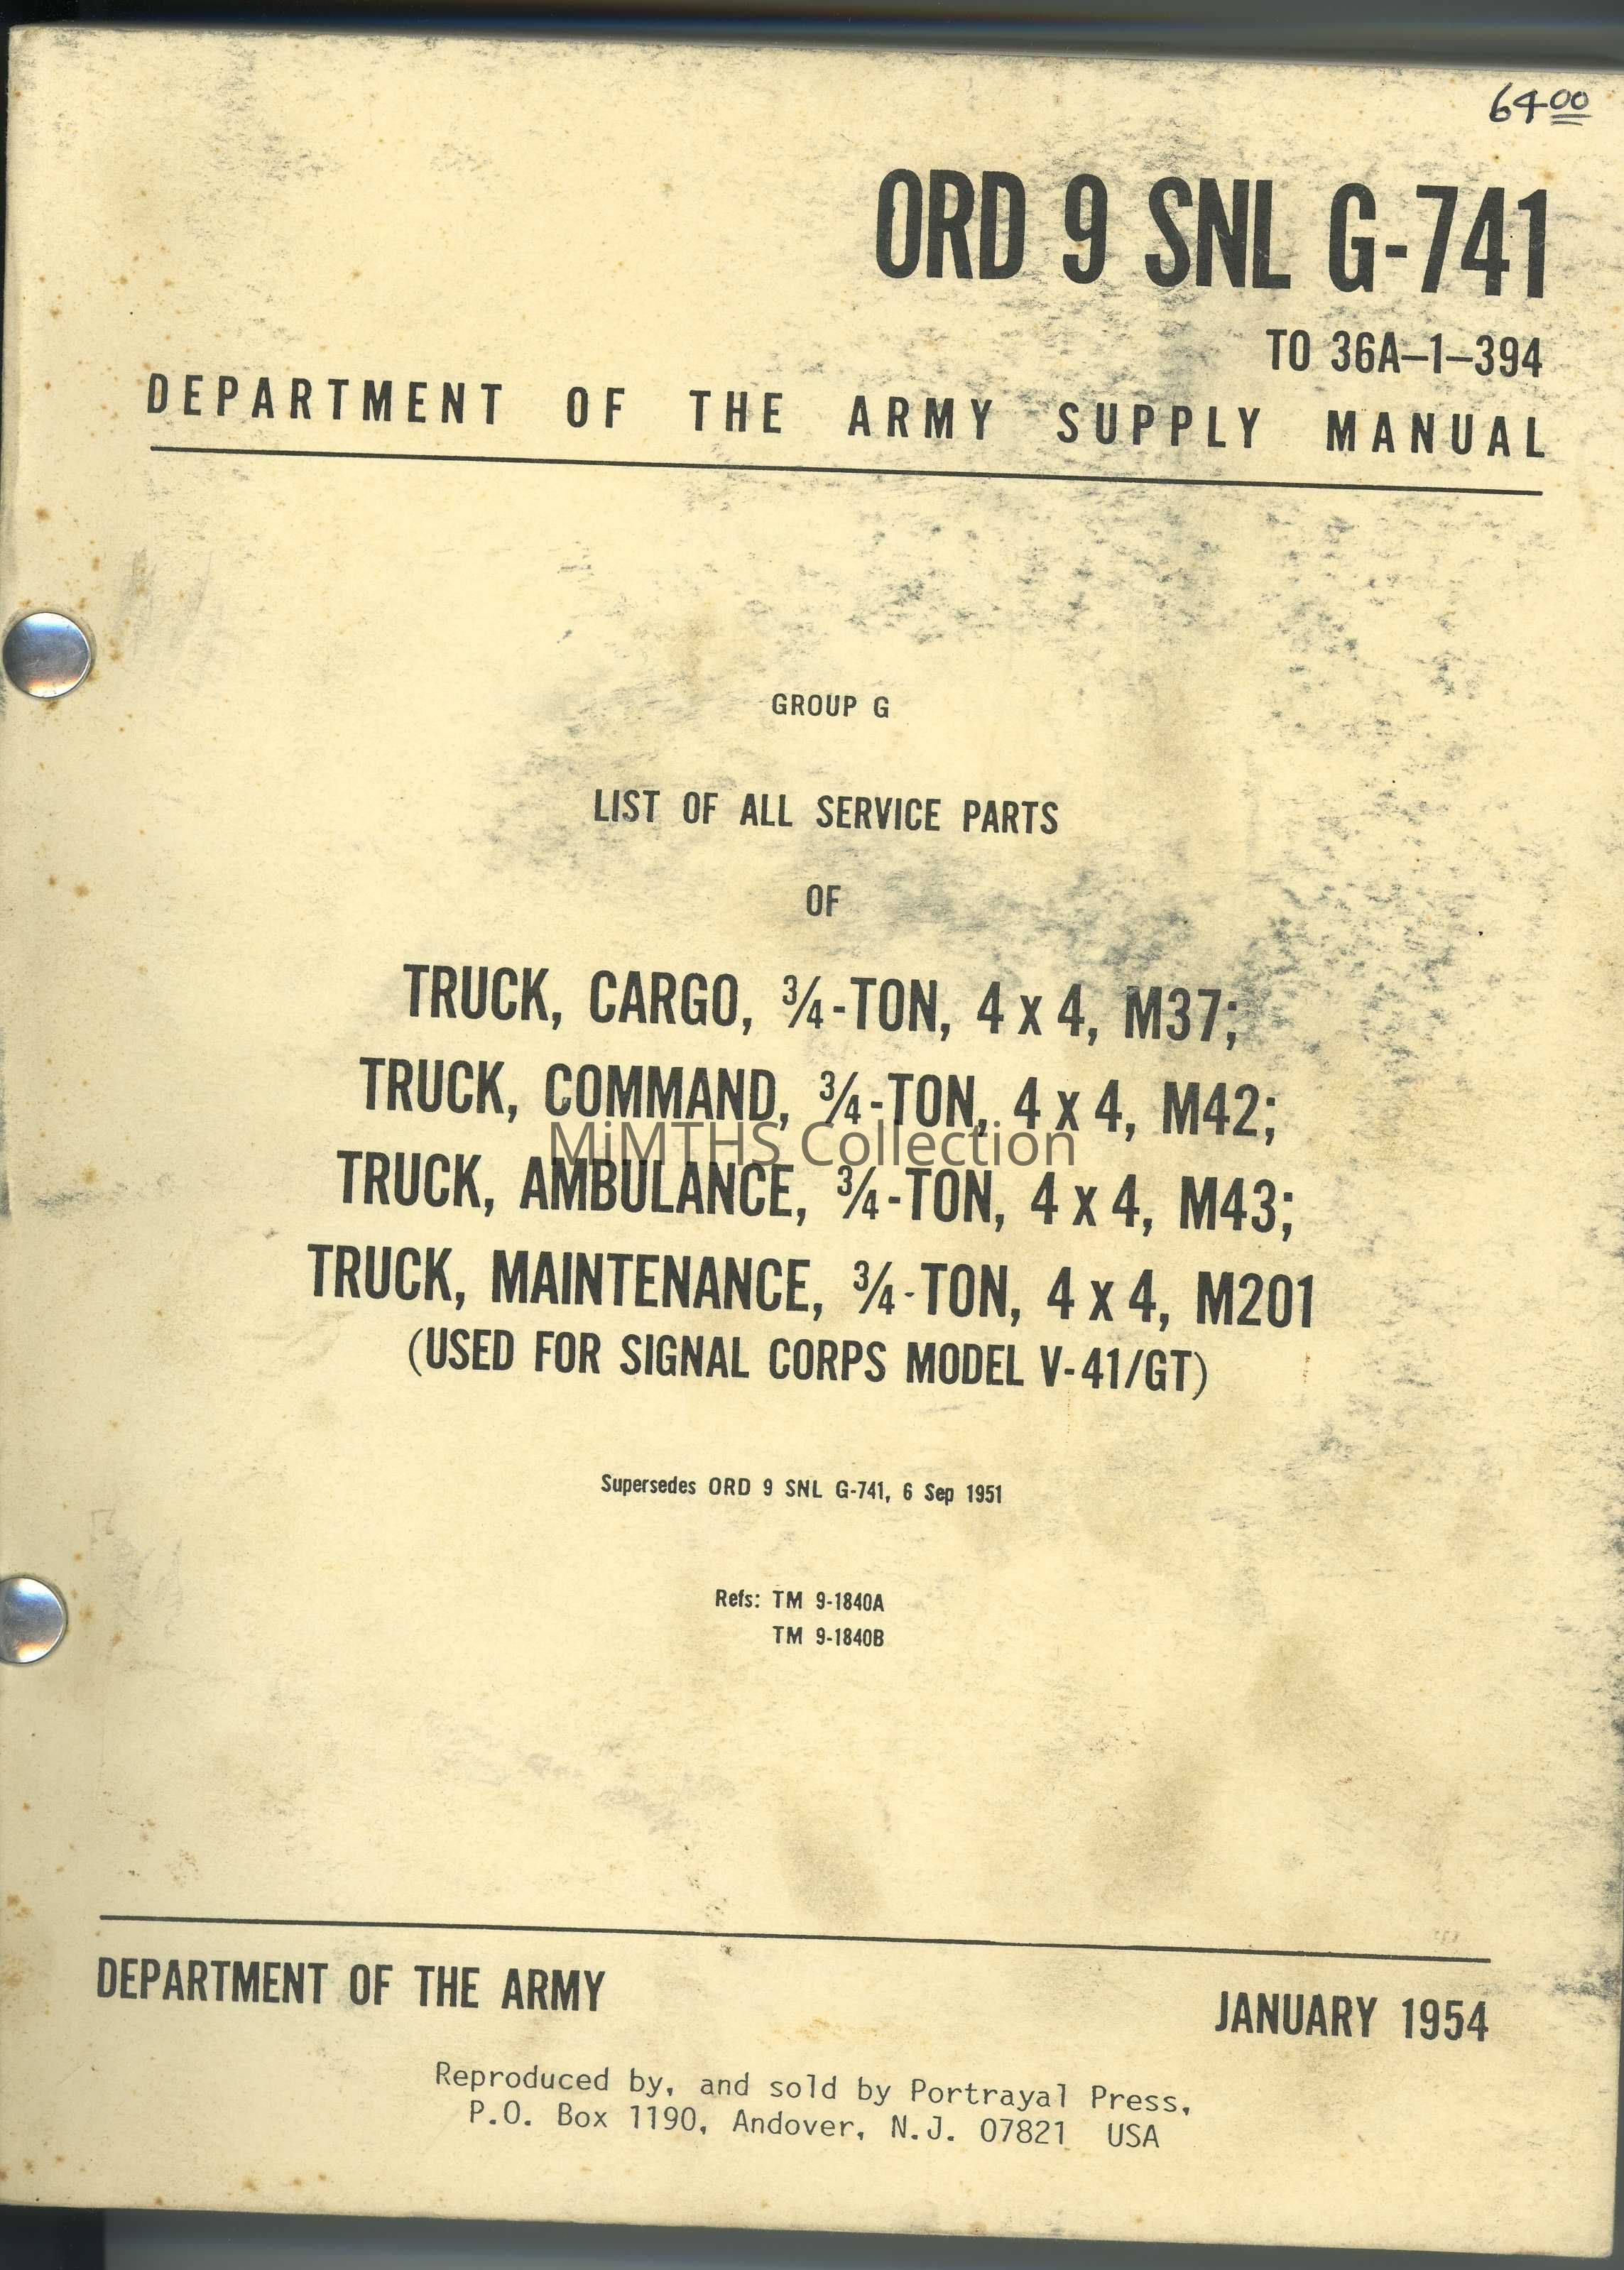 6400
ORD 9 SNL G-741
TO 36A-1-394
DEPARTMENT OF THE ARMY SUPPLY MANUAL
GROUP G
LIST OF ALL SERVICE PARTS
OF
TRUCK, CARGO, ¾-TON, 4 x 4, M37;
TRUCK, COMMAND, ¾-TON, 4 x 4, M42;
MiMTHS Collection
TRUCK, AMBULANCE, ¾-TON, 4 x 4, M43;
TRUCK, MAINTENANCE, ¾-TON, 4 x 4, M201
(USED FOR SIGNAL CORPS MODEL V-41/GT)
Supersedes ORD 9 SNL G-741, 6 Sep 1951
Refs: TM 9-1840A
TM 9-1840B
DEPARTMENT OF THE ARMY
JANUARY 1954
Reproduced by, and sold by Portrayal Press,
P.O. Box 1190, Andover, N.J. 07821 USA